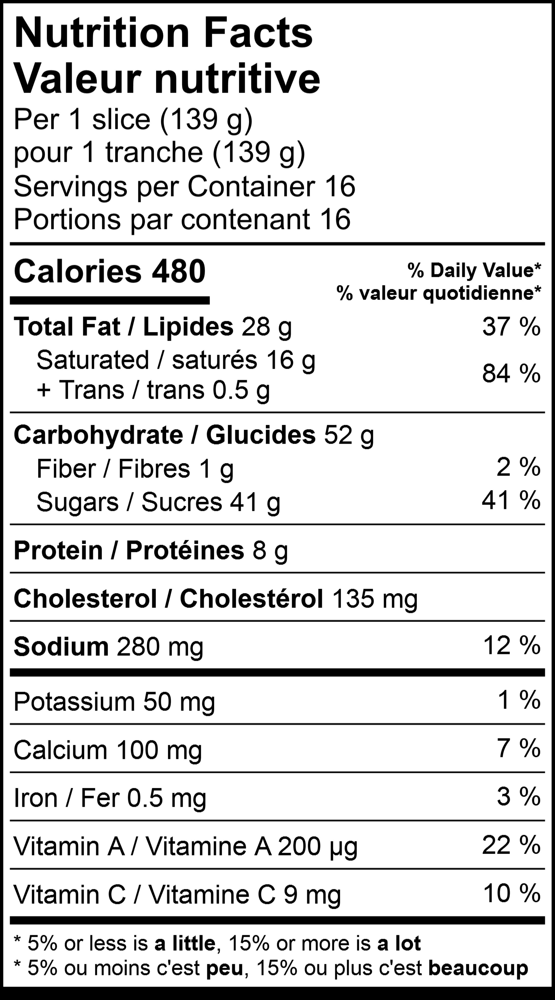 Nutrition Facts
Valeur nutritive
Per 1 slice (139 g)
pour 1 tranche (139 g)
Servings per Container 16
Portions par contenant 16
Calories 480
% Daily Value*
% valeur quotidienne*
Total Fat / Lipides 28 g 37 %
Saturated / saturés 16 g
+ Trans / trans 0.5 g 84 %
Carbohydrate / Glucides 52 g
Fiber / Fibres 1 g 2 %
Sugars / Sucres 41 g 41 %
Protein / Protéines 8 g
Cholesterol / Cholestérol 135 mg
Sodium 280 mg 12 %
Potassium 50 mg 1 %
Calcium 100 mg 7 %
Iron / Fer 0.5 mg 3 %
Vitamin A / Vitamine A 200 µg 22 %
Vitamin C / Vitamine C 9 mg 10 %
* 5% or less is a little, 15% or more is a lot
* 5% ou moins c'est peu, 15% ou plus c'est beaucoup